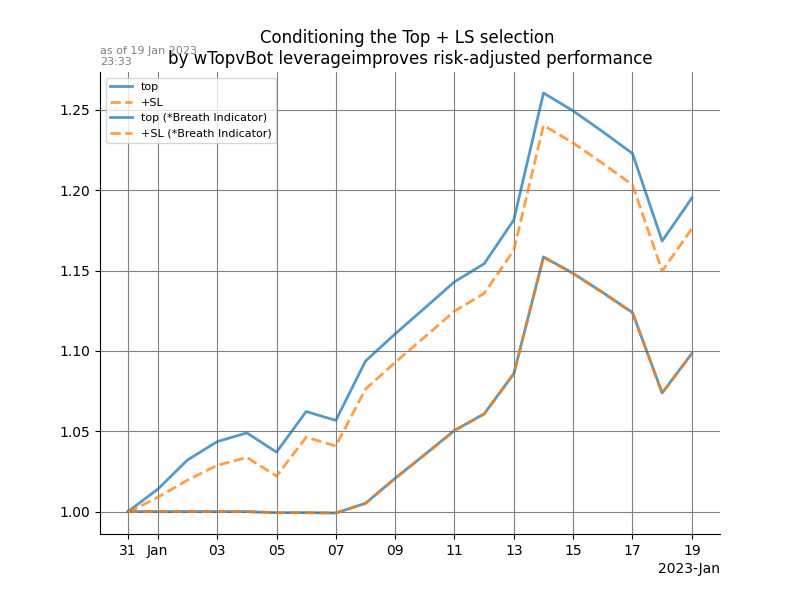 Conditioning the Top + LS selection
as of 19 Jan 2023
by wTopvBot leverageimproves risk-adjusted performance
23:33
top
+SL
top (*Breath Indicator)
+SL (*Breath Indicator)
1.25
1.20
1.15
1.10
1.05
1.00
31 Jan 03 05 07 09 11 13 15 17 19
2023-Jan